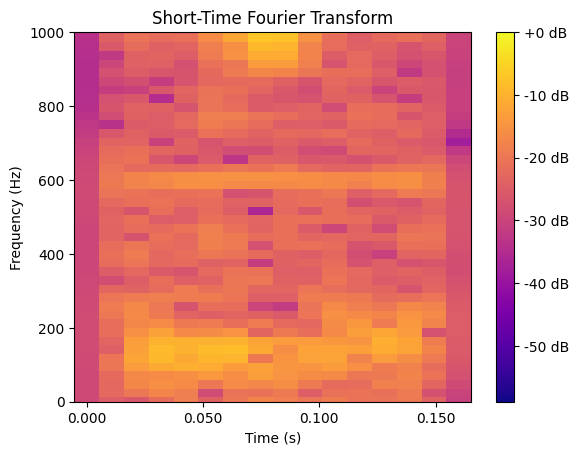 Short-Time Fourier Transform
1000
800
600
400
200
0
Frequency (Hz)
0.000
0.050
0.100
0.150
Time (s)
+0 dB
-10 dB
-20 dB
-30 dB
-40 dB
-50 dB